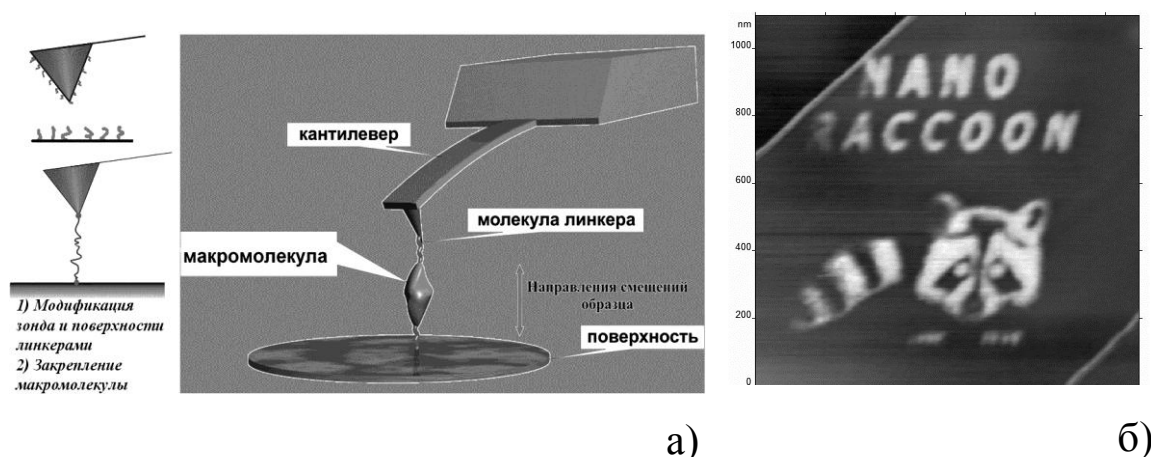 1) Модификация
зонда и поверхности
линкерами
2) Закрепление
макромолекулы
кантилевер
молекула линкера
макромолекула
Направления смещений
образца
поверхность
а)
nm
1000
800
600
400
200
0
NANO
RACCOON
б)